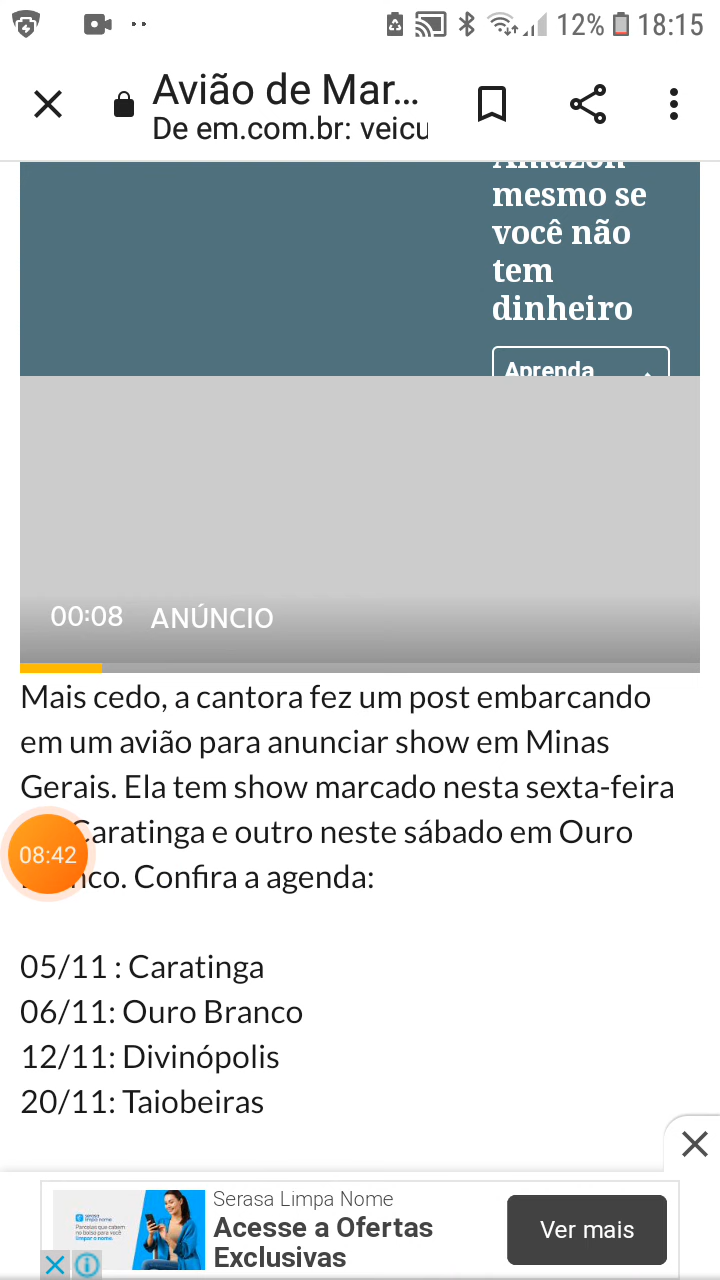 12% 18:15
Avião de Mar...
De em.com.br: veicu
Amazon
mesmo se
você não
tem
dinheiro
Aprenda
00:08 ANÚNCIO
Mais cedo, a cantora fez um post embarcando
em um avião para anunciar show em Minas
Gerais. Ela tem show marcado nesta sexta-feira
Caratinga e outro neste sábado em Ouro
08:42
nco. Confira a agenda:
05/11 : Caratinga
06/11: Ouro Branco
12/11: Divinópolis
20/11: Taiobeiras
Serasa Limpa Nome
Acesse a Ofertas
Exclusivas
Ver mais